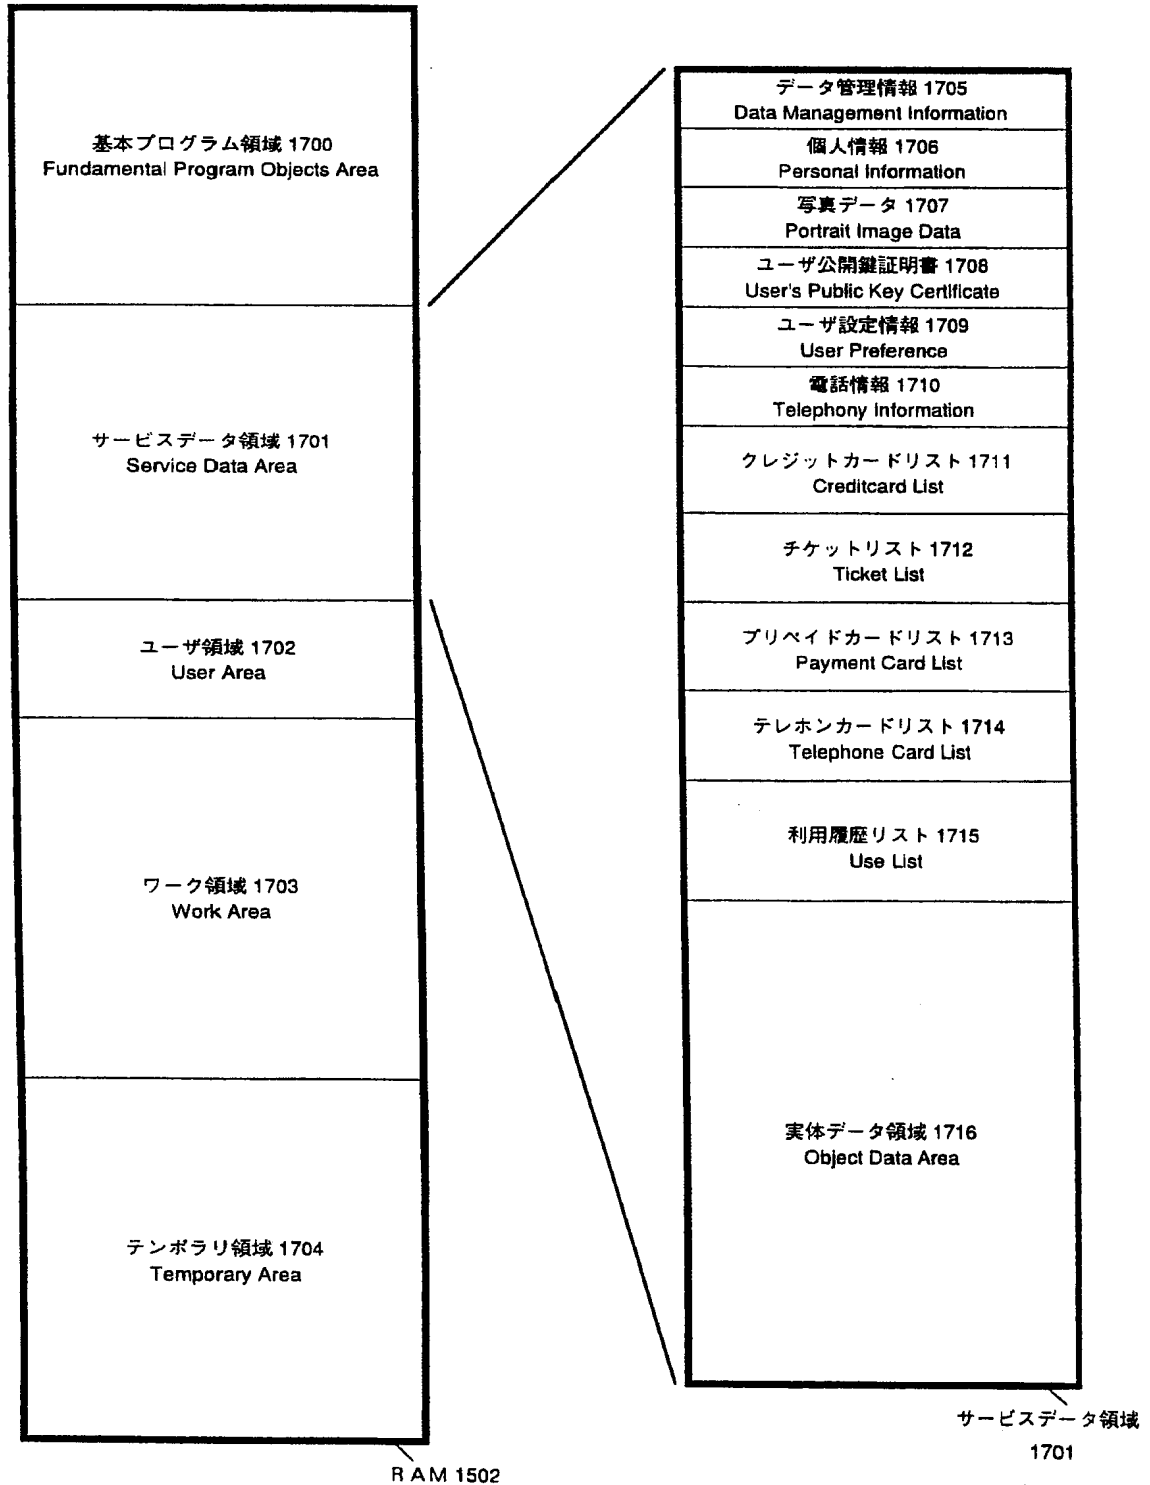 基本プログラム領域 1700
Fundamental Program Objects Area
サービスデータ領域 1701
Service Data Area
ユーザ領域 1702
User Area
ワーク領域 1703
Work Area
テンポラリ領域 1704
Temporary Area
RAM 1502
データ管理情報 1705
Data Management Information
個人情報 1706
Personal Information
写真データ 1707
Portrait Image Data
ユーザ公開鍵証明書 1708
User's Public Key Certificate
ユーザ設定情報 1709
User Preference
電話情報 1710
Telephony Information
クレジットカードリスト 1711
Creditcard List
チケットリスト 1712
Ticket List
プリペイドカードリスト 1713
Payment Card List
テレホンカードリスト 1714
Telephone Card List
利用履歴リスト 1715
Use List
実体データ領域 1716
Object Data Area
サービスデータ領域
1701